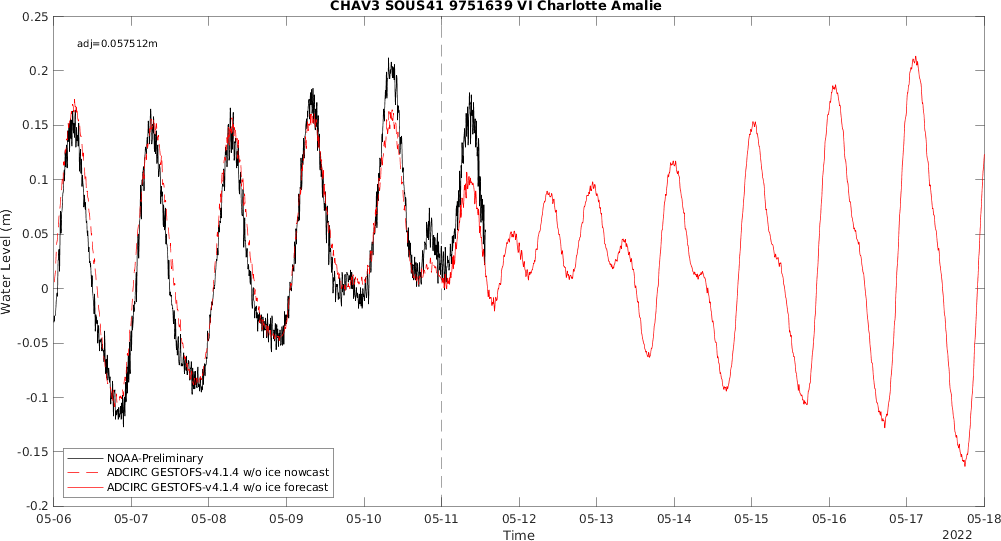 CHAV3 SOUS41 9751639 VI Charlotte Amalie
adj=0.057512m
0.25
0.2
0.15
0.1
0.05
0
-0.05
-0.1
-0.15
-0.2
Water Level (m)
NOAA-Preliminary
ADCIRC GESTOFS-v4.1.4 w/o ice nowcast
ADCIRC GESTOFS-v4.1.4 w/o ice forecast
05-06 05-07 05-08 05-09 05-10 05-11 05-12 05-13 05-14 05-15 05-16 05-17 05-18
Time
2022